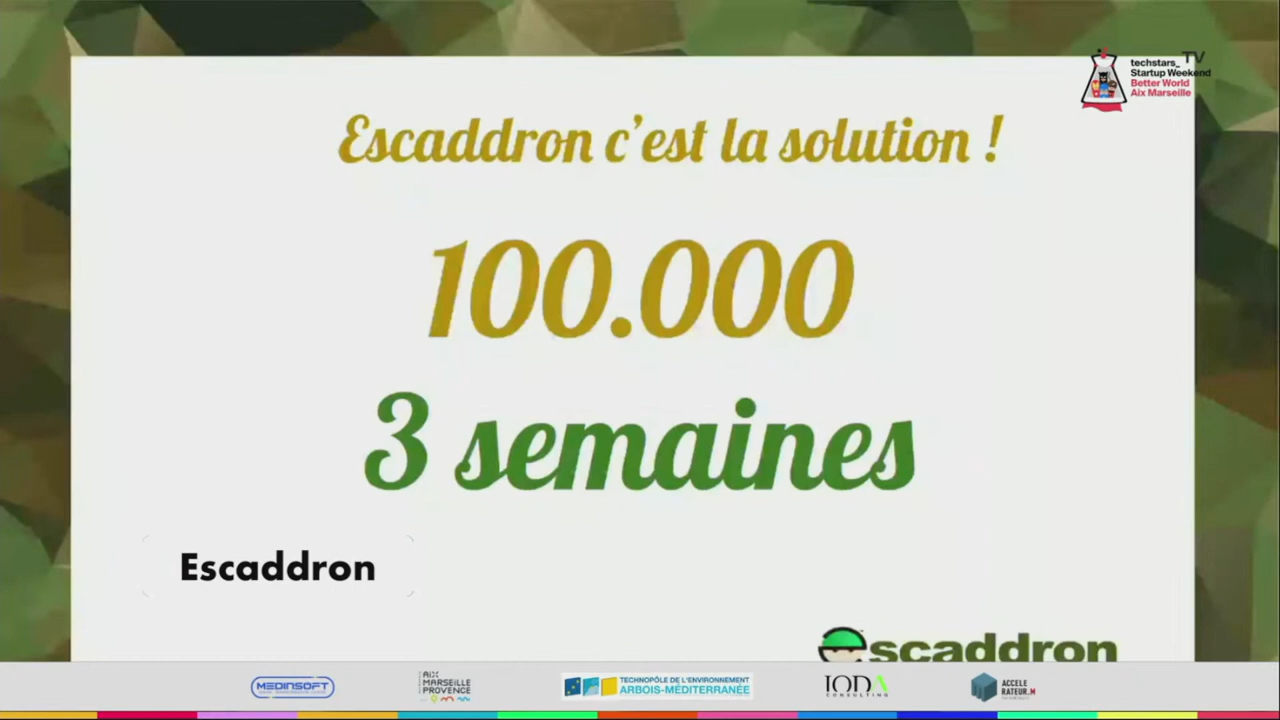 TV
techstars_
Startup Weekend
Better World
Aix Marseille
Escaddron c'est la solution !
100.000
3 semaines
Escaddron
scaddron
MEDINSOFT
AIX
MARSEILLE
PROVENCE
TECHNOPÔLE DE L'ENVIRONNEMENT
ARBOIS-MÉDITERRANÉE
IODA
CONSULTING
ACCELE
RATEUR.M